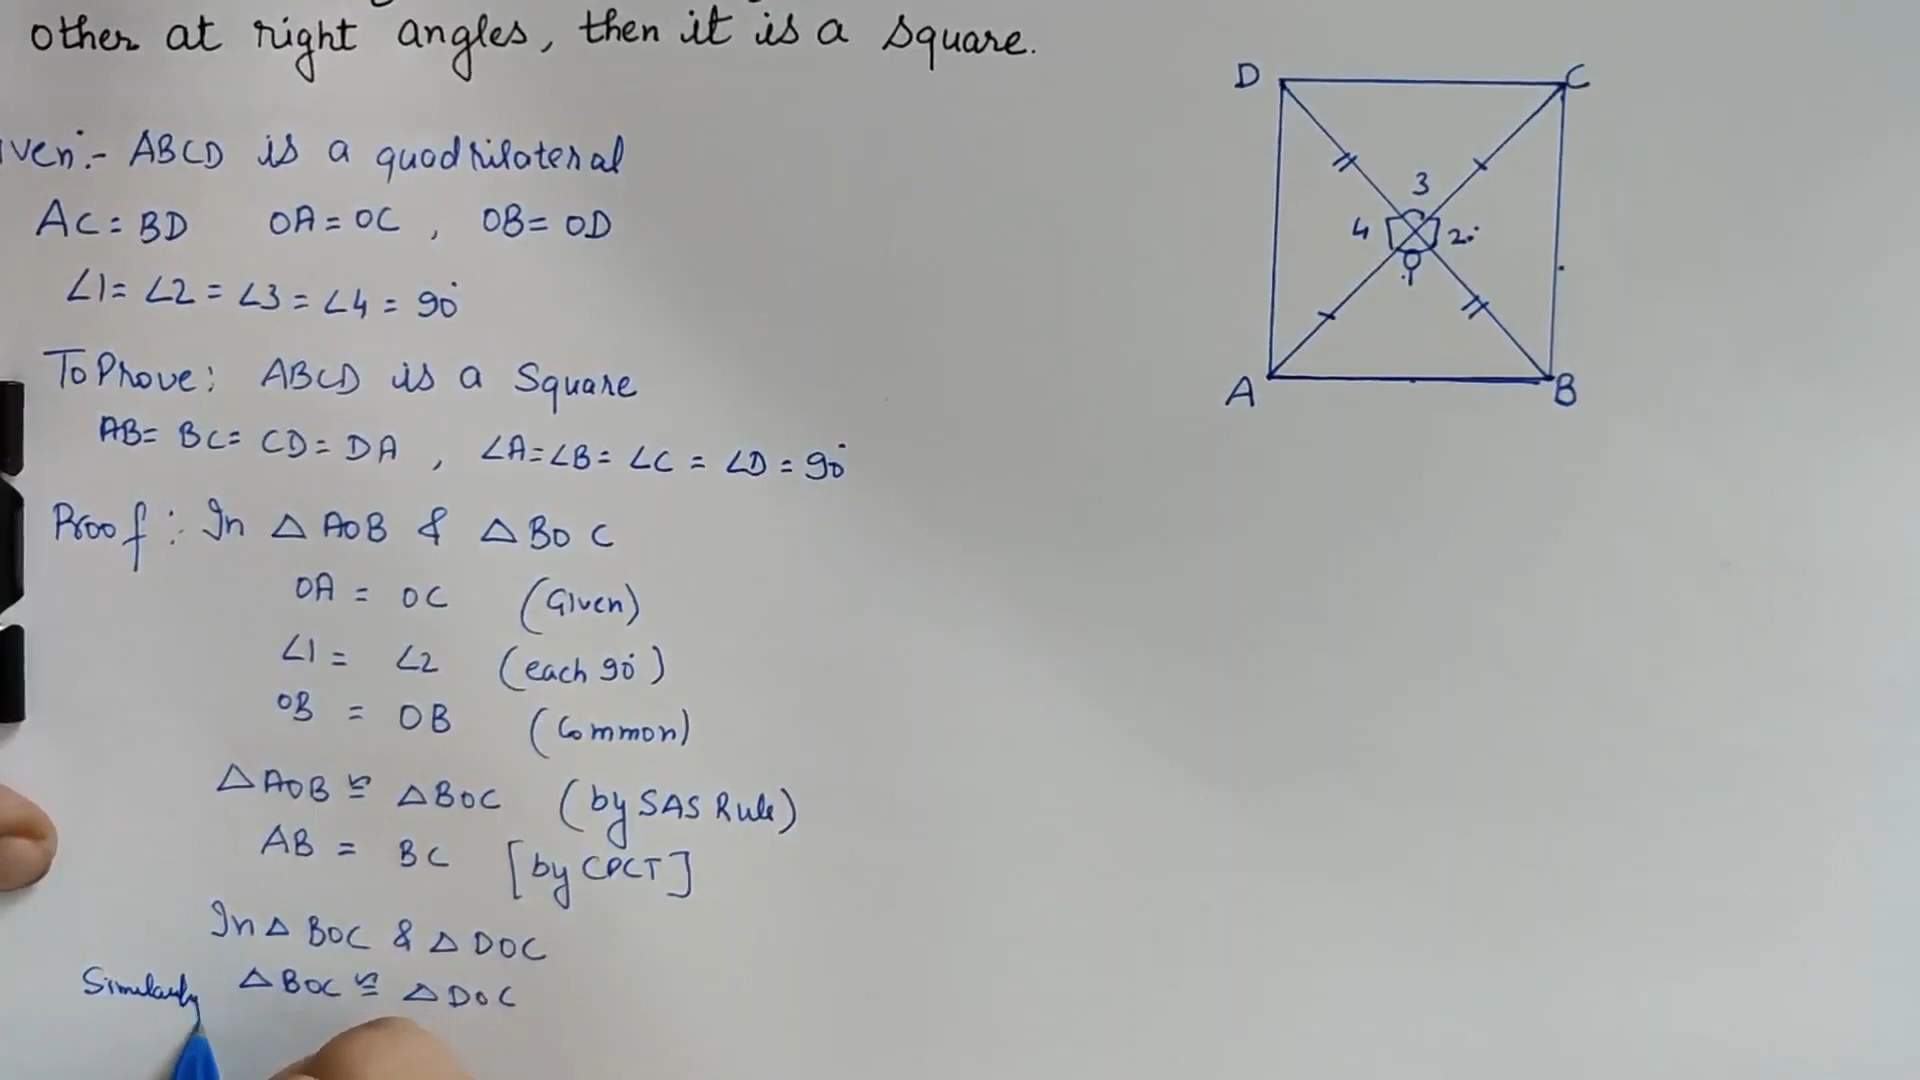 other at right angles, then it is a square.
iven:- ABCD is a quadrilateral
AC = BD OA = OC , OB = OD
∠1 = ∠2 = ∠3 = ∠4 = 90°
To Prove: ABCD is a Square
AB = BC = CD = DA , ∠A = ∠B = ∠C = ∠D = 90°
Proof: In △ AOB & △ BOC
OA = OC (Given)
∠1 = ∠2 (each 90°)
OB = OB (Common)
△ AOB ≅ △ BOC (by SAS Rule)
AB = BC [by CPCT]
In △ BOC & △ DOC
Similarly △ BOC ≅ △ DOC
D C
3
4 2
O
1
A B